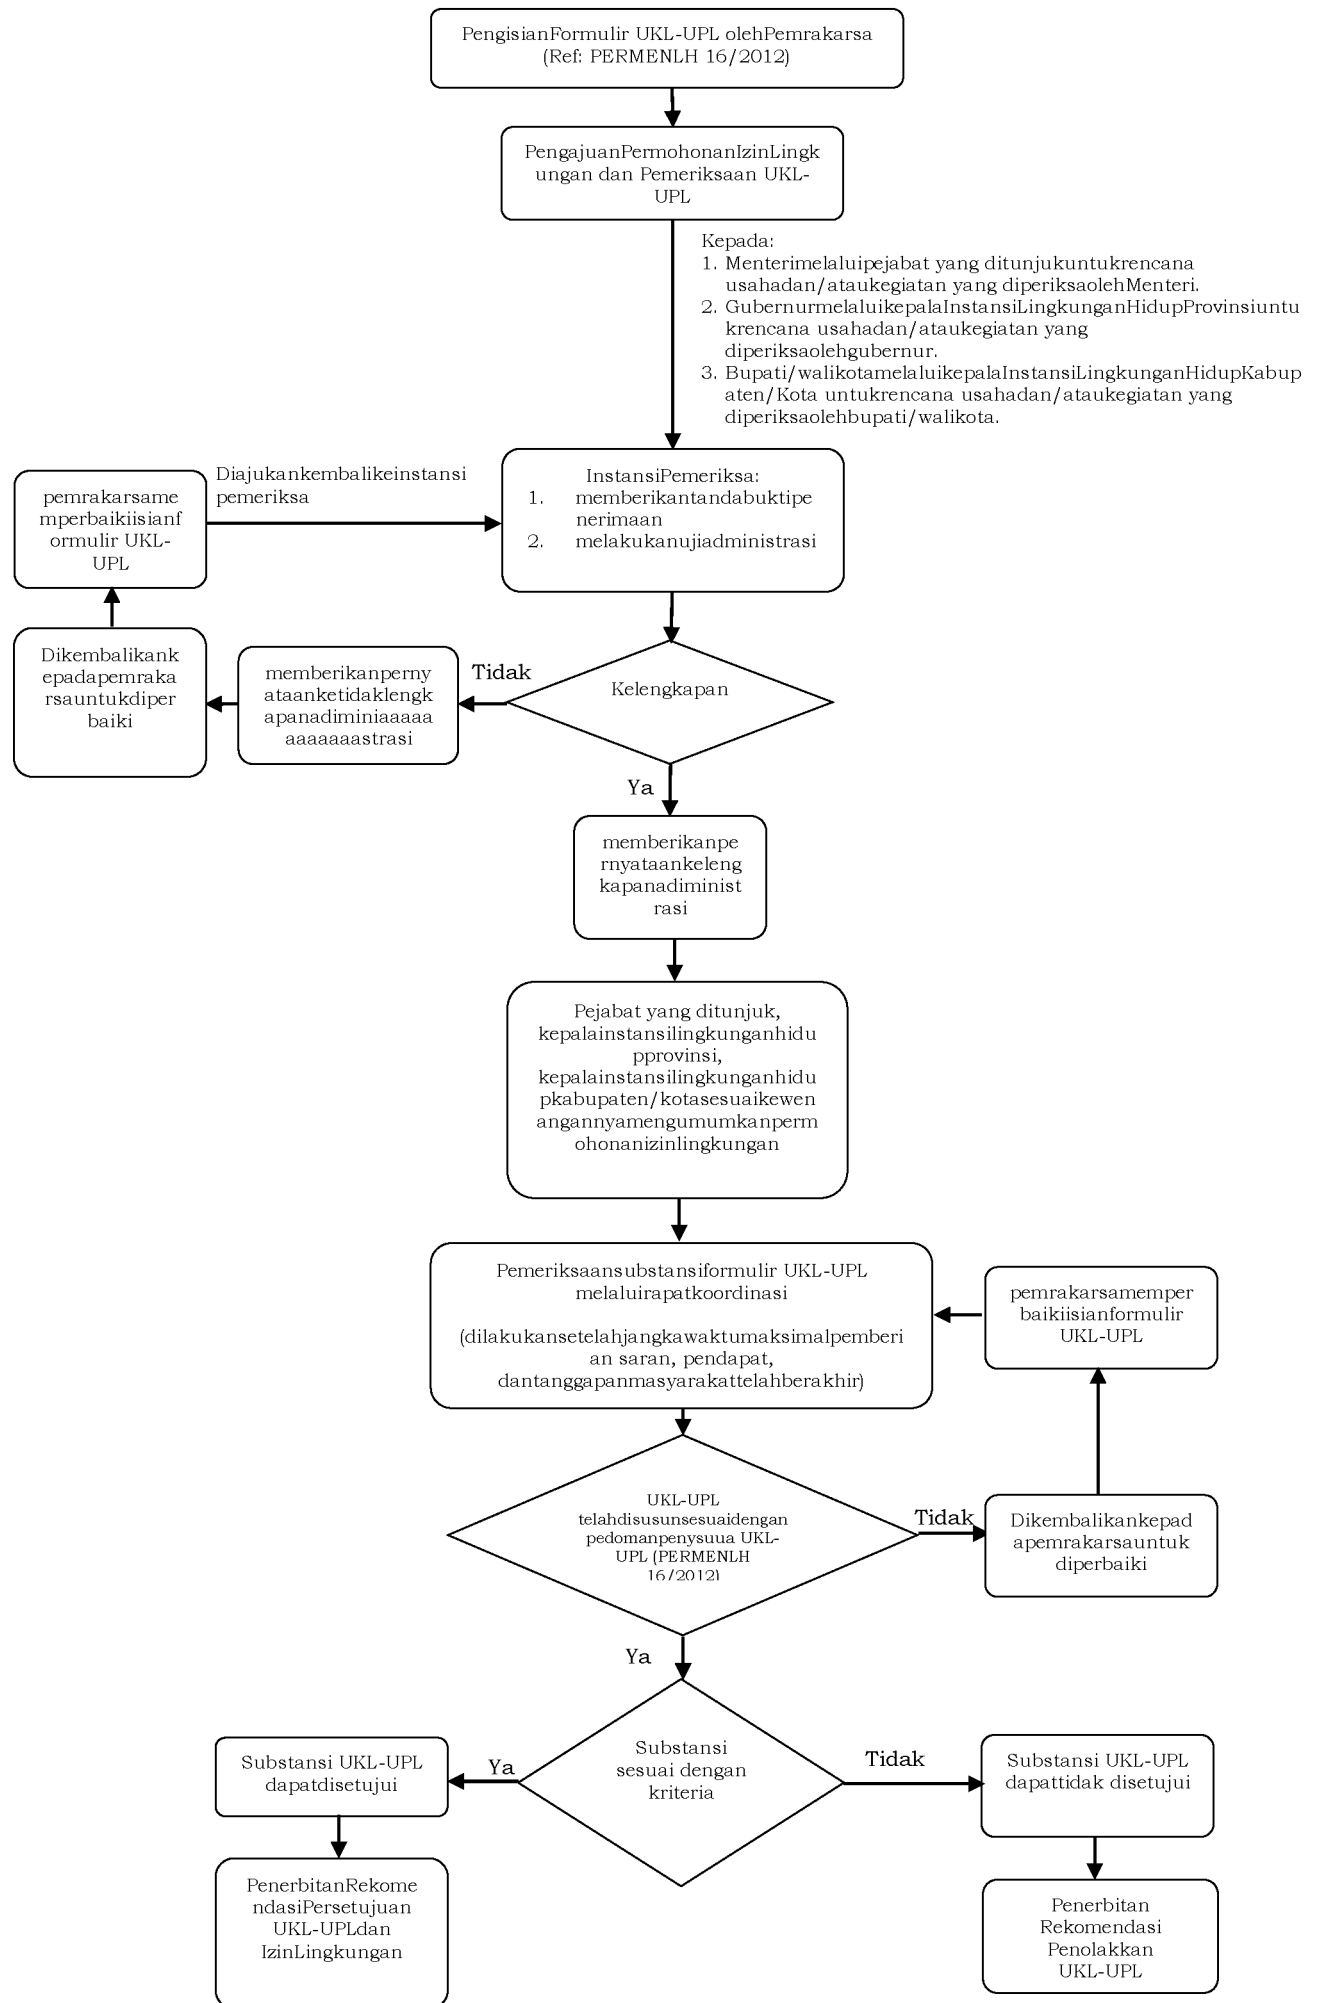 PengisianFormulir UKL-UPL olehPemrakarsa
(Ref: PERMENLH 16/2012)
PengajuanPermohonanIzinLingk
ungan dan Pemeriksaan UKL-
UPL
Kepada:
1. Menterimelaluipejabat yang ditunjukuntukrencana
usahadan/ataukegiatan yang diperiksaolehMenteri.
2. GubernurmelaluikepalaInstansiLingkunganHidupProvinsiuntu
krencana usahadan/ataukegiatan yang
diperiksaolehgubernur.
3. Bupati/walikotamelaluikepalaInstansiLingkunganHidupKabup
aten/Kota untukrencana usahadan/ataukegiatan yang
diperiksaolehbupati/walikota.
InstansiPemeriksa:
1. memberikantandabuktipe
nerimaan
2. melakukanujiadministrasi
Diajukankembalikeinstansi
pemeriksa
pemrakarsame
mperbaikiisianf
ormulir UKL-
UPL
Dikembalikank
epadapemraka
rsauntukdiper
baiki
memberikanperny
ataanketidaklengk
apanadiminiaaaaa
aaaaaaastrasi
Tidak
Kelengkapan
Ya
memberikanpe
rnyataankeleng
kapanadiminist
rasi
Pejabat yang ditunjuk,
kepalainstansilingkunganhidu
pprovinsi,
kepalainstansilingkunganhidu
pkabupaten/kotasesuaikewen
angannyamengumumkanperm
ohonanizinlingkungan
Pemeriksaansubstansiformulir UKL-UPL
melaluirapatkoordinasi
(dilakukansetelahjangkawaktumaksimalpemberi
an saran, pendapat,
dantanggapanmasyarakattelahberakhir)
pemrakarsamemper
baikiisianformulir
UKL-UPL
UKL-UPL
telahdisusunsesuaidengan
pedomanpenysuua UKL-
UPL (PERMENLH
16/2012)
Tidak
Dikembalikankepad
apemrakarsauntuk
diperbaiki
Ya
Substansi
sesuai dengan
kriteria
Ya
Substansi UKL-UPL
dapatdisetujui
Tidak
Substansi UKL-UPL
dapattidak disetujui
PenerbitanRekome
ndasiPersetujuan
UKL-UPLdan
IzinLingkungan
Penerbitan
Rekomendasi
Penolakkan
UKL-UPL